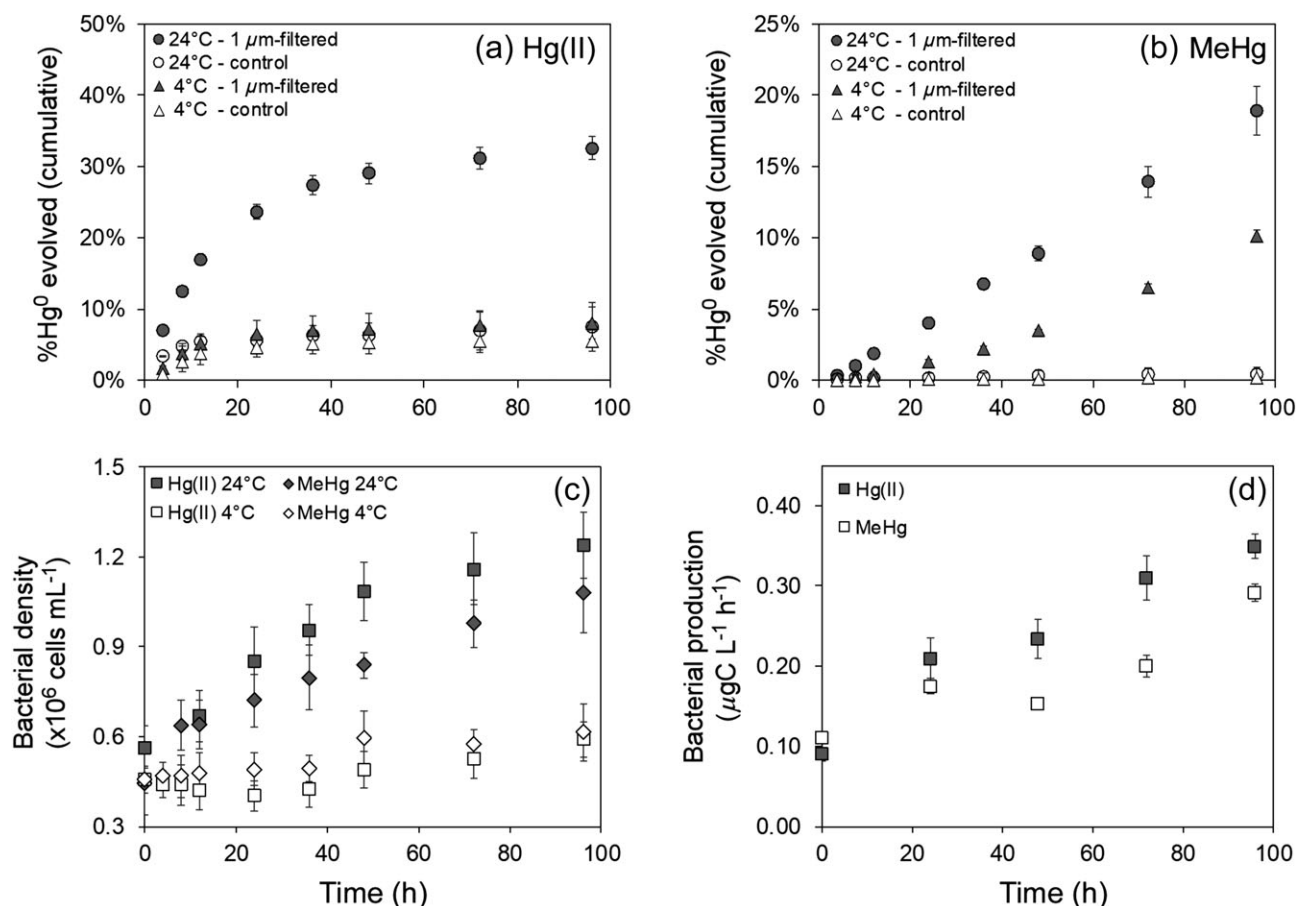 50%
40%
30%
20%
10%
0%
%Hg⁰ evolved (cumulative)
24°C - 1 µm-filtered
24°C - control
4°C - 1 µm-filtered
4°C - control
(a) Hg(II)
0 20 40 60 80 100
25%
20%
15%
10%
5%
0%
%Hg⁰ evolved (cumulative)
24°C - 1 µm-filtered
24°C - control
4°C - 1 µm-filtered
4°C - control
(b) MeHg
0 20 40 60 80 100
1.5
1.2
0.9
0.6
0.3
Bacterial density
(x10⁶ cells mL⁻¹)
Hg(II) 24°C MeHg 24°C
Hg(II) 4°C MeHg 4°C
(c)
0 20 40 60 80 100
Time (h)
0.40
0.30
0.20
0.10
0.00
Bacterial production
(µgC L⁻¹ h⁻¹)
Hg(II)
MeHg
(d)
0 20 40 60 80 100
Time (h)